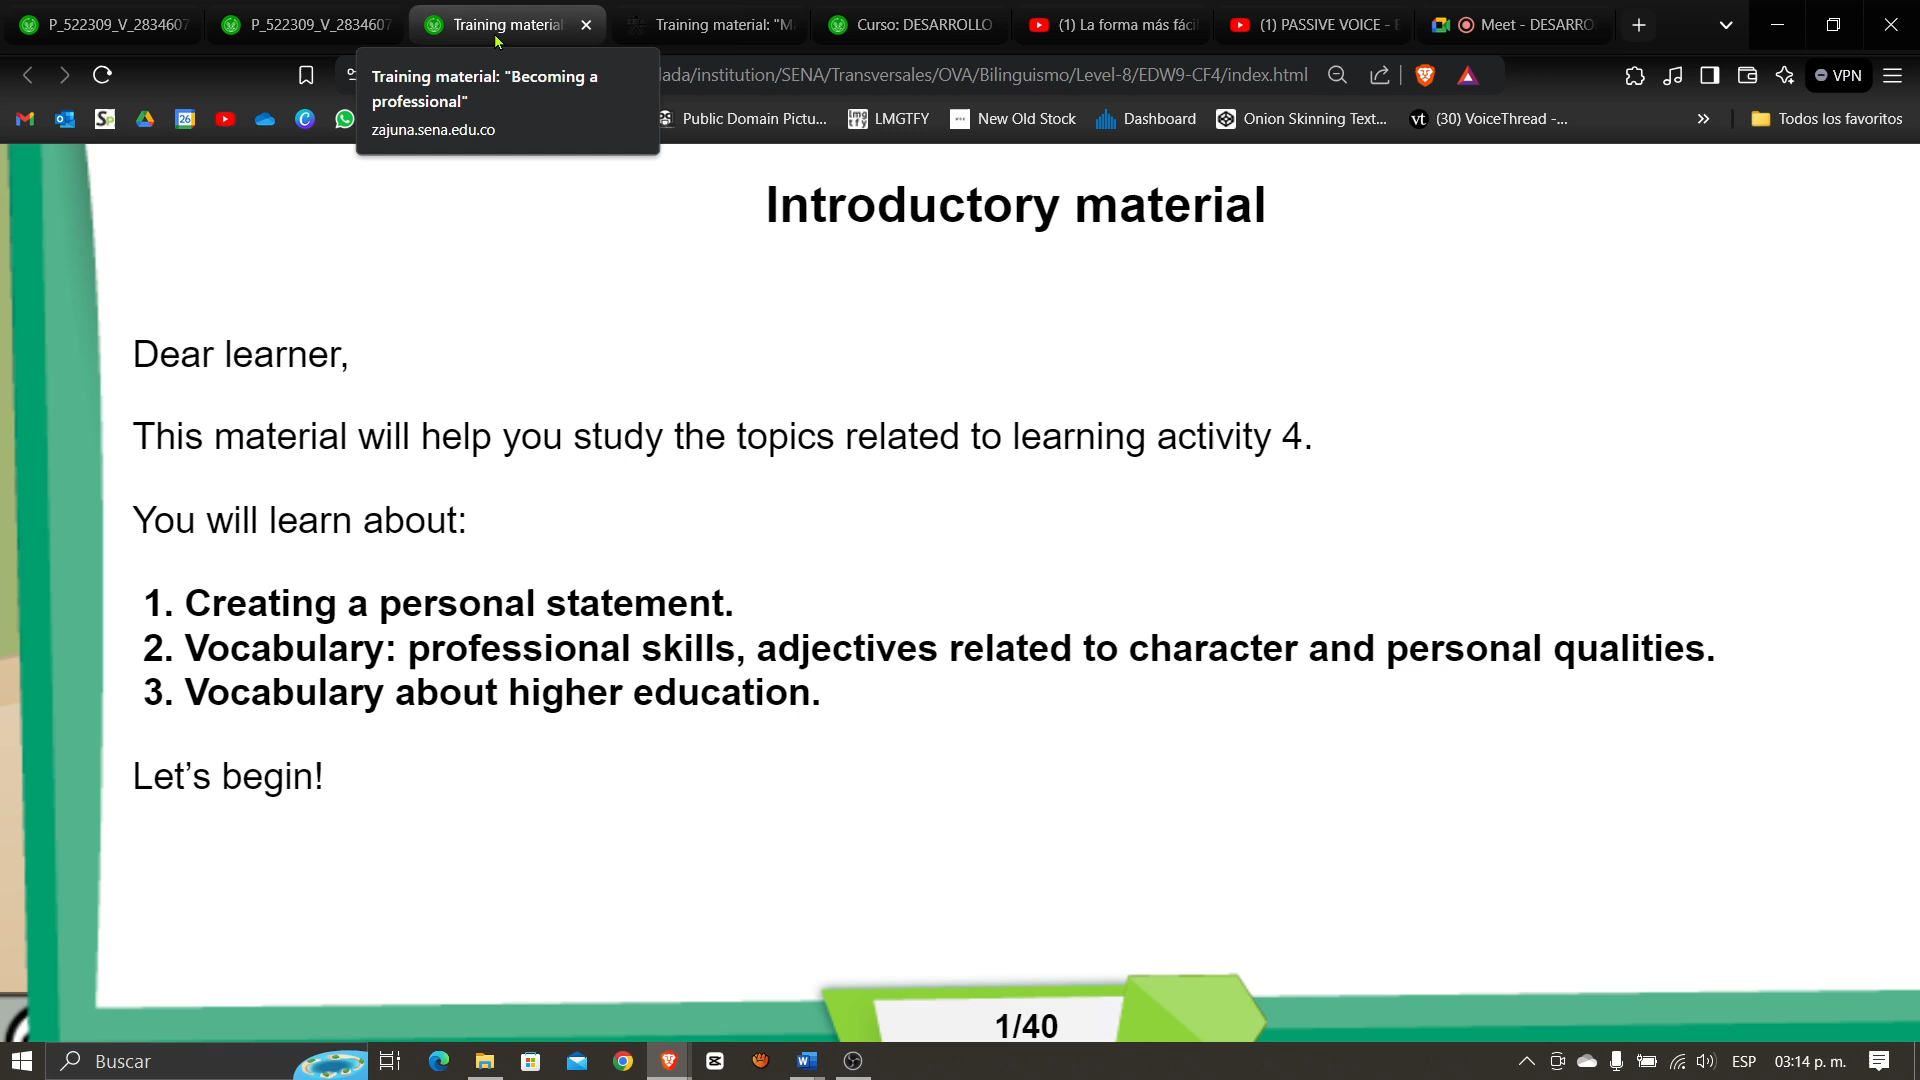 P_522309_V_2834607
P_522309_V_2834607
Training material
Training material: "M
Curso: DESARROLLO
(1) La forma más fáci
(1) PASSIVE VOICE - E
Meet - DESARRO
Training material: "Becoming a
professional"
zajuna.sena.edu.co
lada/institution/SENA/Transversales/OVA/Bilinguismo/Level-8/EDW9-CF4/index.html
VPN
26
Public Domain Pictu...
LMGTFY
New Old Stock
Dashboard
Onion Skinning Text...
vt
(30) VoiceThread -...
»
Todos los favoritos
Introductory material
Dear learner,
This material will help you study the topics related to learning activity 4.
You will learn about:
1. Creating a personal statement.
2. Vocabulary: professional skills, adjectives related to character and personal qualities.
3. Vocabulary about higher education.
Let’s begin!
1/40
Buscar
ESP
03:14 p. m.